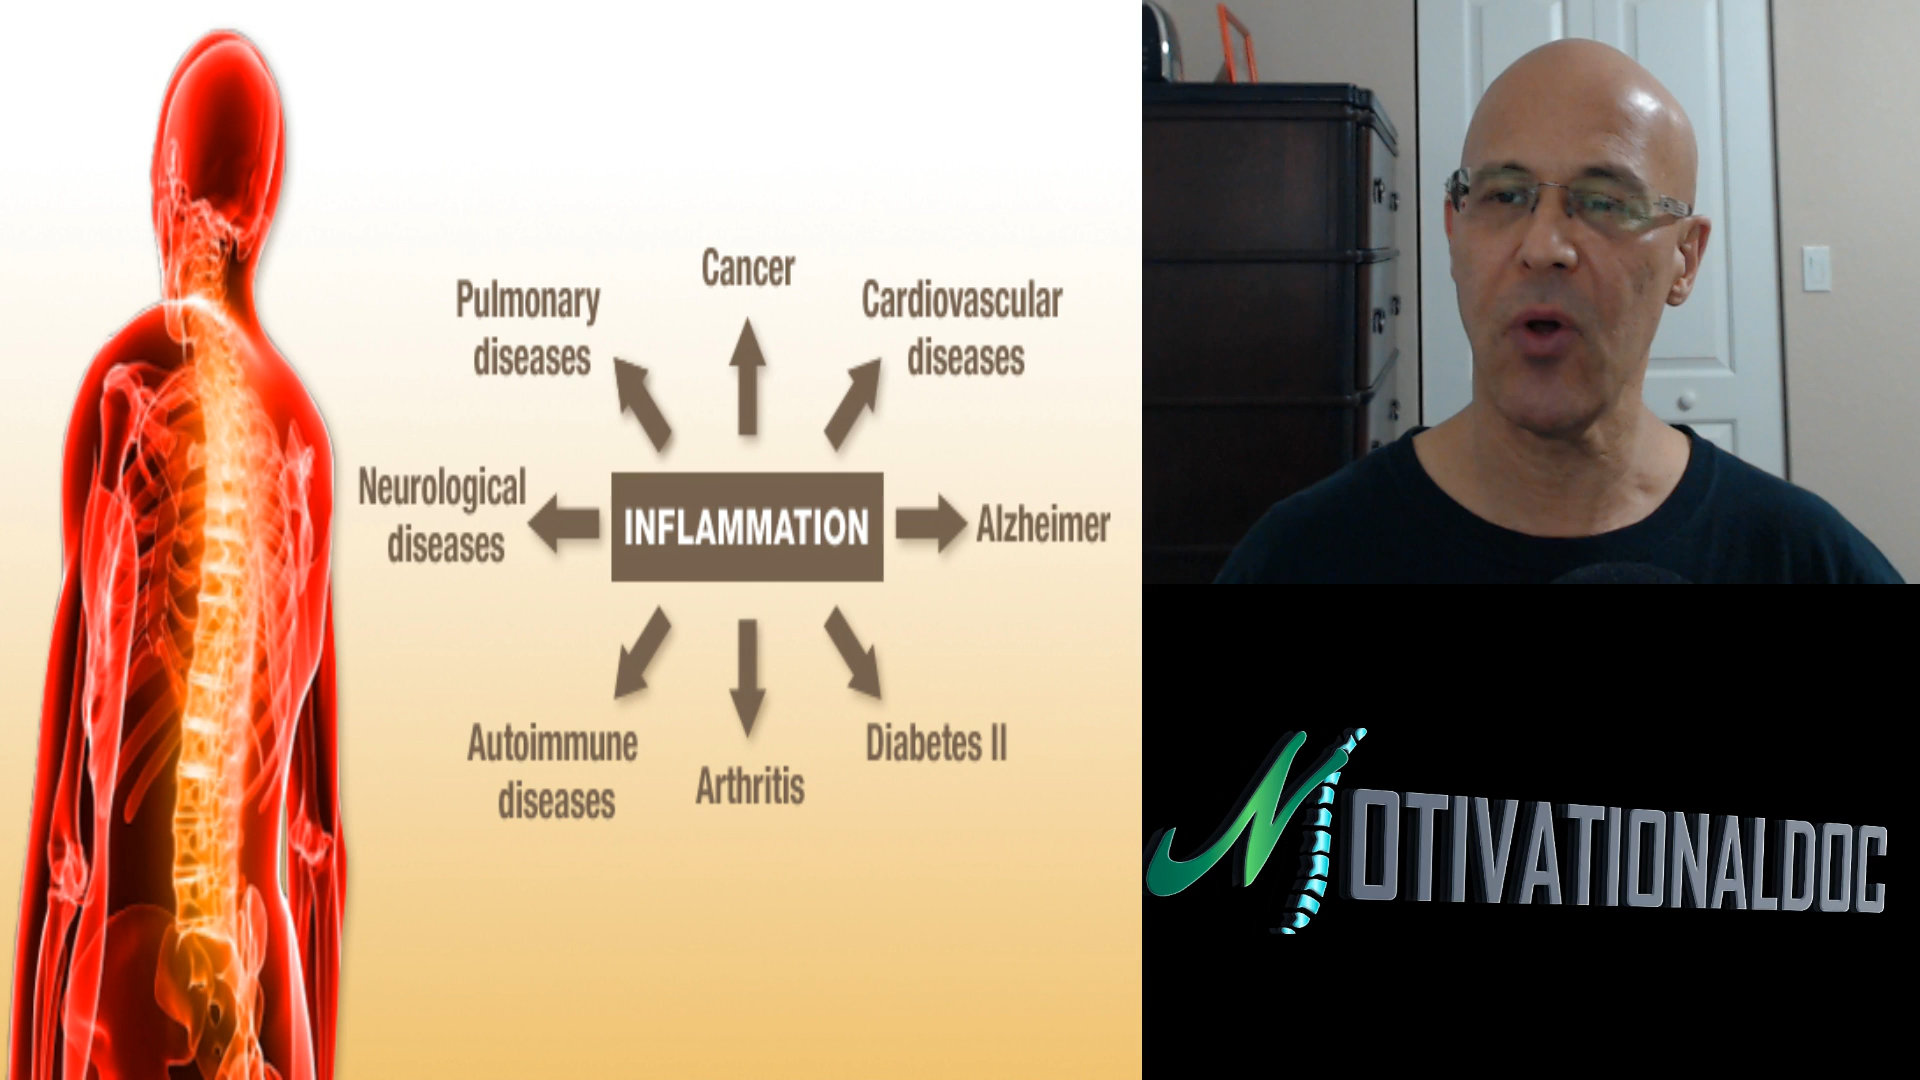 Cancer
Pulmonary
diseases
Cardiovascular
diseases
Neurological
diseases
INFLAMMATION
Alzheimer
Autoimmune
diseases
Arthritis
Diabetes II
MOTIVATIONALDOC